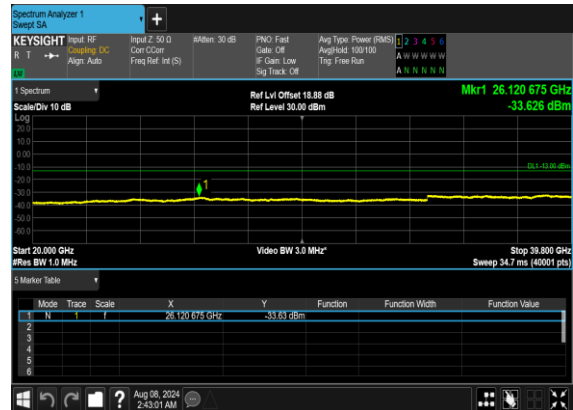 Spectrum Analyzer 1
Swept SA
KEYSIGHT Input: RF Input Z: 50 Ω #Atten: 30 dB PNO: Fast Avg Type: Power (RMS) 1 2 3 4 5 6
R T Coupling: DC Corr CCorr Gate: Off Avg|Hold: 100/100 A W W W W W
Align: Auto Freq Ref: Int (S) IF Gain: Low Trig: Free Run
Sig Track: Off A N N N N N
LW
1 Spectrum Ref Lvl Offset 18.88 dB Mkr1 26.120 675 GHz
Scale/Div 10 dB Ref Level 30.00 dBm -33.626 dBm
Log
20.0
10.0
0.00
-10.0 DL1 -13.00 dBm
-20.0
1
-30.0
-40.0
-50.0
-60.0
Start 20.000 GHz Video BW 3.0 MHz* Stop 39.800 GHz
#Res BW 1.0 MHz Sweep 34.7 ms (40001 pts)
5 Marker Table
Mode Trace Scale X Y Function Function Width Function Value
1 N 1 f 26.120 675 GHz -33.63 dBm
2
3
4
5
6
? Aug 08, 2024
2:43:01 AM